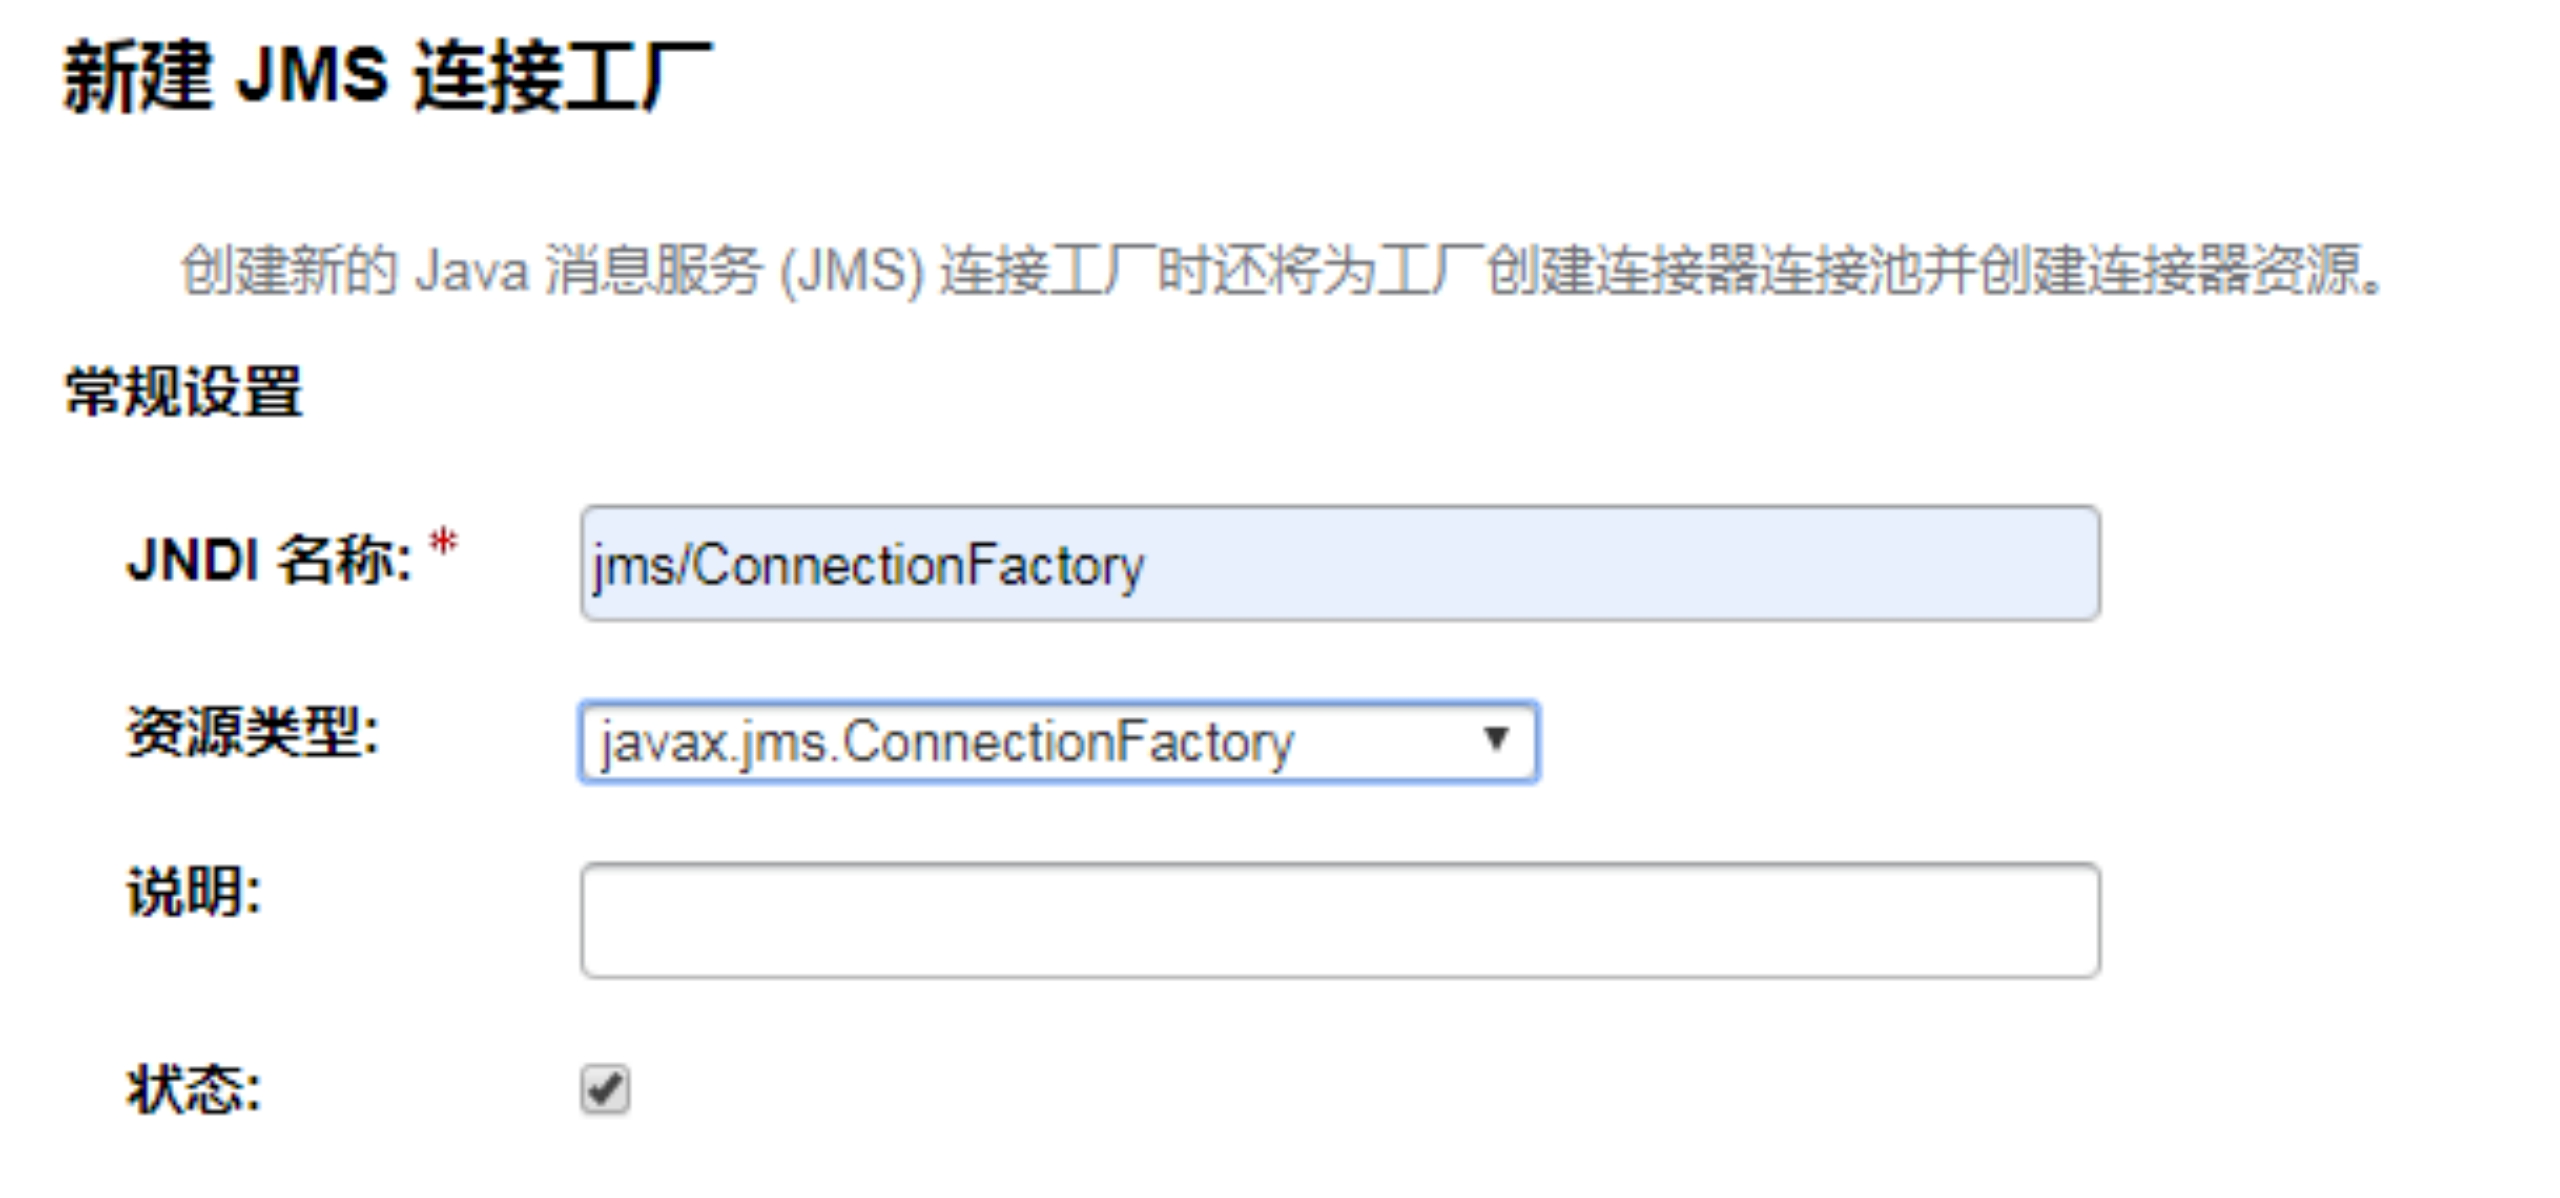 新建 JMS 连接工厂
创建新的 Java 消息服务 (JMS) 连接工厂时还将为工厂创建连接器连接池并创建连接器资源。
常规设置
JNDI 名称: * jms/ConnectionFactory
资源类型: javax.jms.ConnectionFactory
说明:
状态: